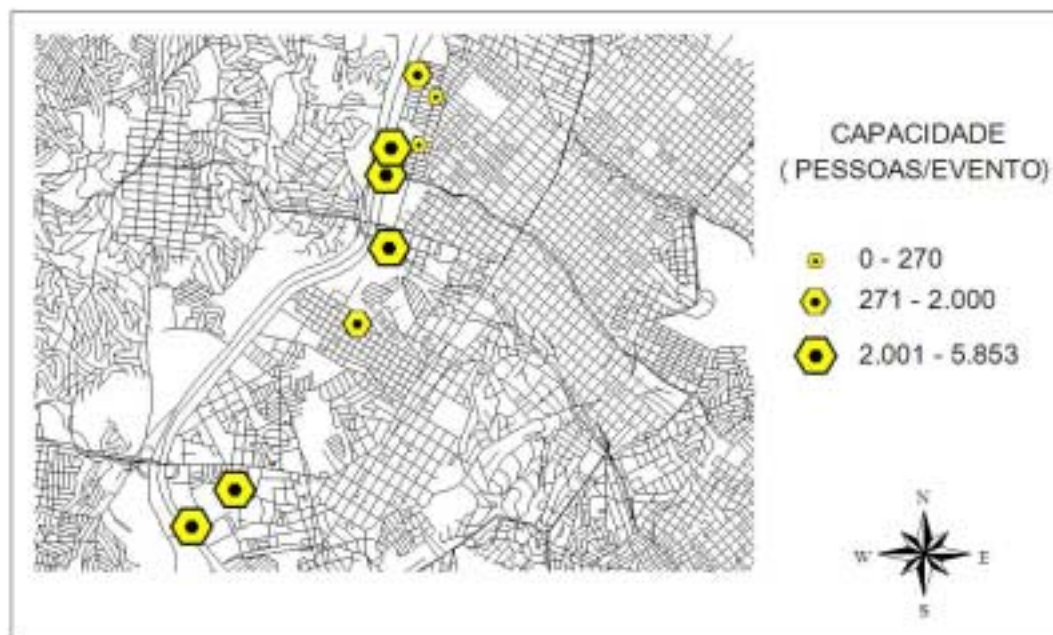 CAPACIDADE
( PESSOAS/EVENTO)
0 - 270
271 - 2.000
2.001 - 5.853
N
W E
S